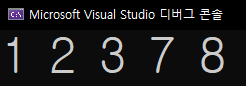 Microsoft Visual Studio 디버그 콘솔
1 2 3 7 8